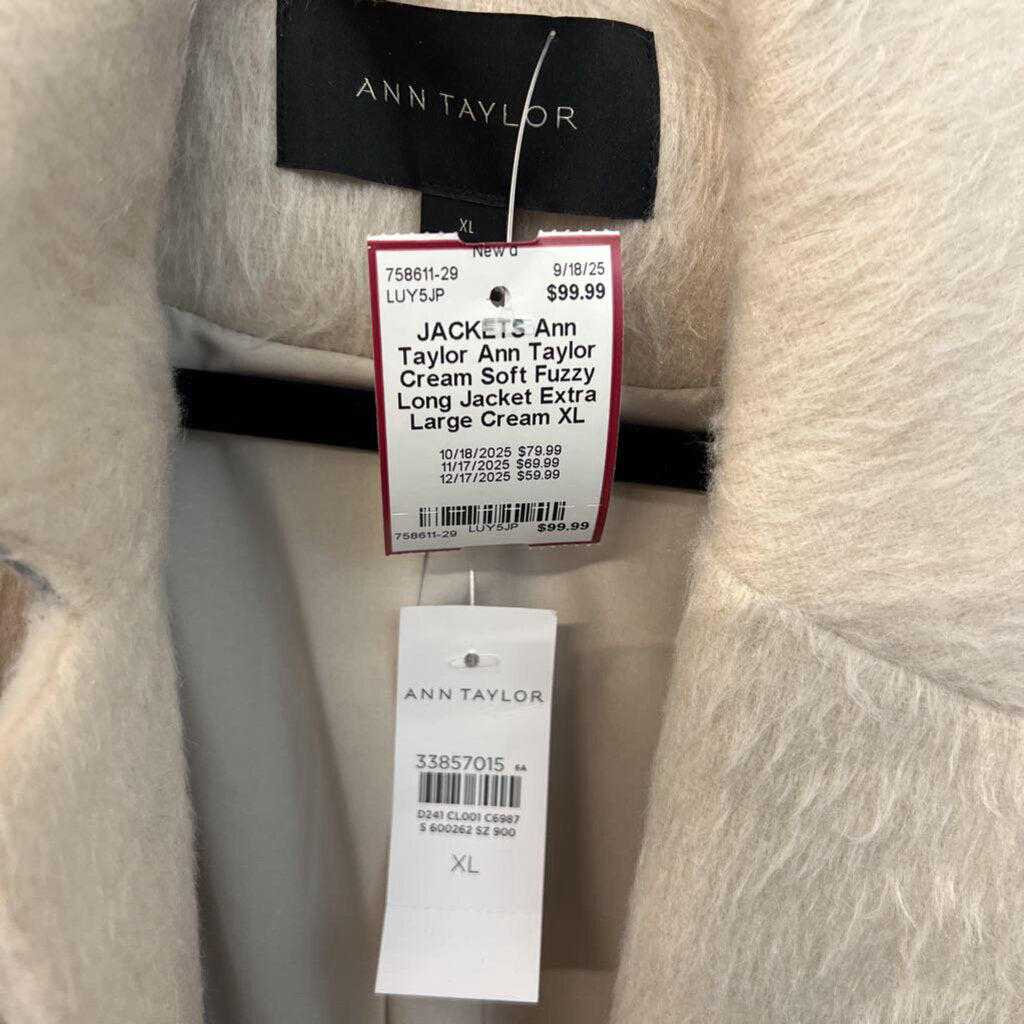 ANN TAYLOR
XL
758611-29 9/18/25
LUY5JP $99.99
JACKETS Ann
Taylor Ann Taylor
Cream Soft Fuzzy
Long Jacket Extra
Large Cream XL
10/18/2025 $79.99
11/17/2025 $69.99
12/17/2025 $59.99
758611-29 LUY5JP $99.99
ANN TAYLOR
33857015 6A
D241 CL001 C6987
S 600262 SZ 900
XL